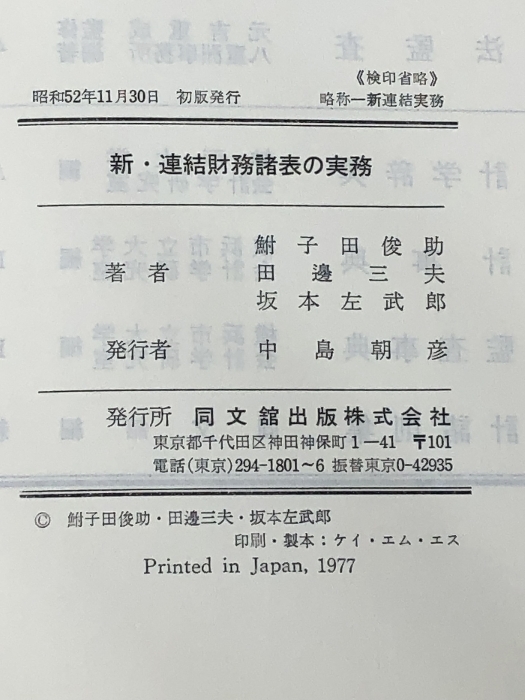 《検印省略》
昭和52年11月30日 初版発行 略称―新連結実務
新・連結財務諸表の実務
著者
鮒子田俊助
田邊三夫
坂本左武郎
発行者 中島朝彦
発行所 同文舘出版株式会社
東京都千代田区神田神保町1―41 〒101
電話(東京)294-1801~6 振替東京0-42935
© 鮒子田俊助・田邊三夫・坂本左武郎
印刷・製本:ケイ・エム・エス
Printed in Japan, 1977